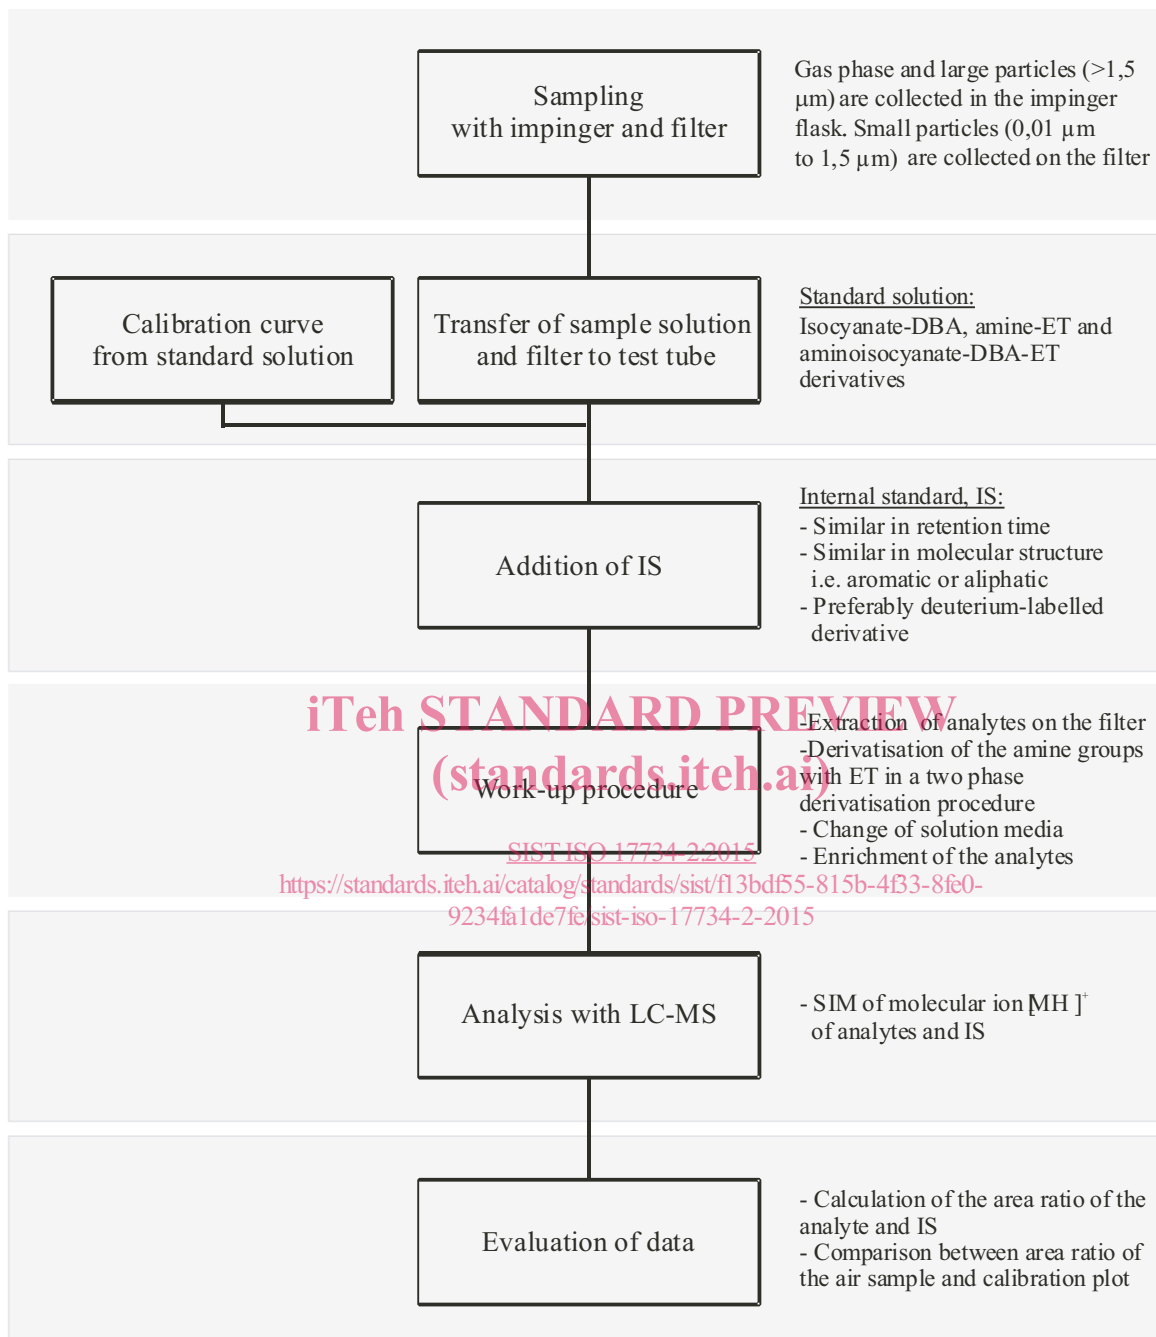 Sampling
with impinger and filter
Gas phase and large particles (>1,5
µm) are collected in the impinger
flask. Small particles (0,01 µm
to 1,5 µm) are collected on the filter
Calibration curve
from standard solution
Transfer of sample solution
and filter to test tube
Standard solution:
Isocyanate-DBA, amine-ET and
aminoisocyanate-DBA-ET
derivatives
Addition of IS
Internal standard, IS:
- Similar in retention time
- Similar in molecular structure
i.e. aromatic or aliphatic
- Preferably deuterium-labelled
derivative
iTeh STANDARD PREVIEW
(standards.iteh.ai)
Work-up procedure
-Extraction of analytes on the filter
-Derivatisation of the amine groups
with ET in a two phase
derivatisation procedure
- Change of solution media
- Enrichment of the analytes
SIST ISO 17734-2:2015
https://standards.iteh.ai/catalog/standards/sist/f13bdf55-815b-4f33-8fe0-
9234fa1de7fe/sist-iso-17734-2-2015
Analysis with LC-MS
- SIM of molecular ion [MH ]+
of analytes and IS
Evaluation of data
- Calculation of the area ratio of the
analyte and IS
- Comparison between area ratio of
the air sample and calibration plot